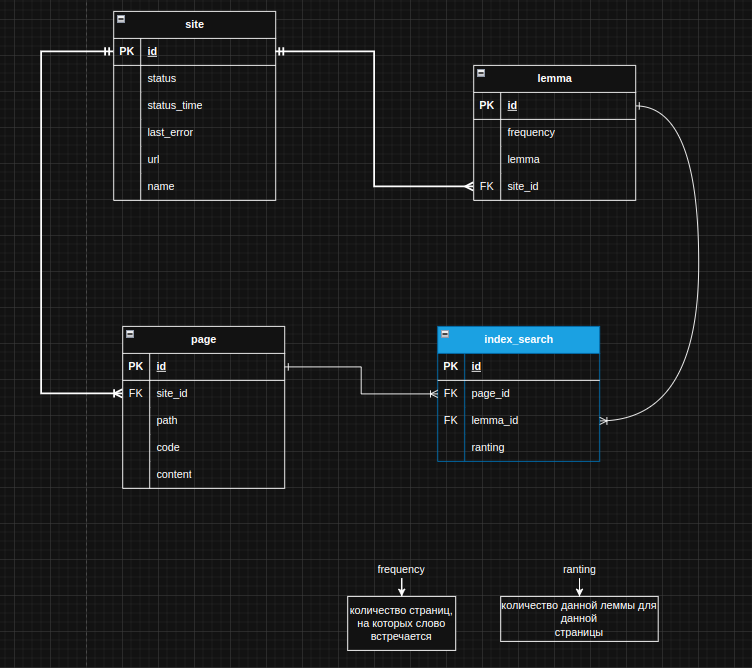 site
PK id
status
status_time
last_error
url
name
lemma
PK id
frequency
lemma
FK site_id
page
PK id
FK site_id
path
code
content
index_search
PK id
FK page_id
FK lemma_id
ranting
frequency
количество страниц,
на которых слово
встречается
ranting
количество данной леммы для
данной
страницы